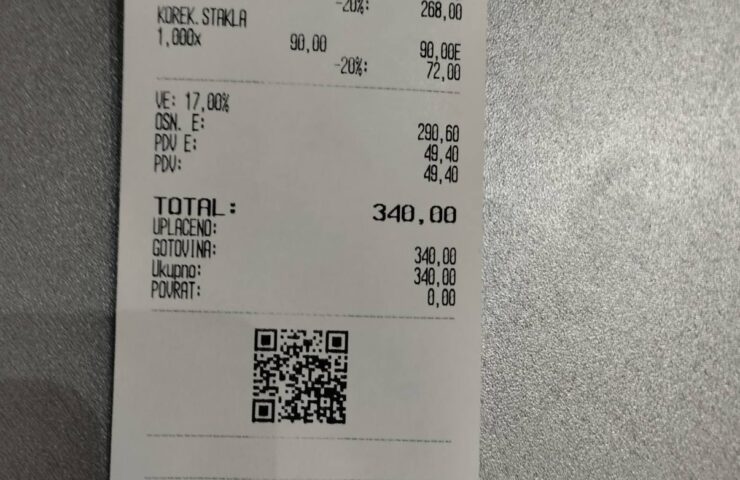 -20%: 268,00
KOREK.STAKLA
1,000x 90,00 90,00E
-20%: 72,00
VE: 17,00%
OSN. E: 290,60
PDV E: 49,40
PDV: 49,40
TOTAL: 340,00
UPLACENO:
GOTOVINA: 340,00
Ukupno: 340,00
POVRAT: 0,00